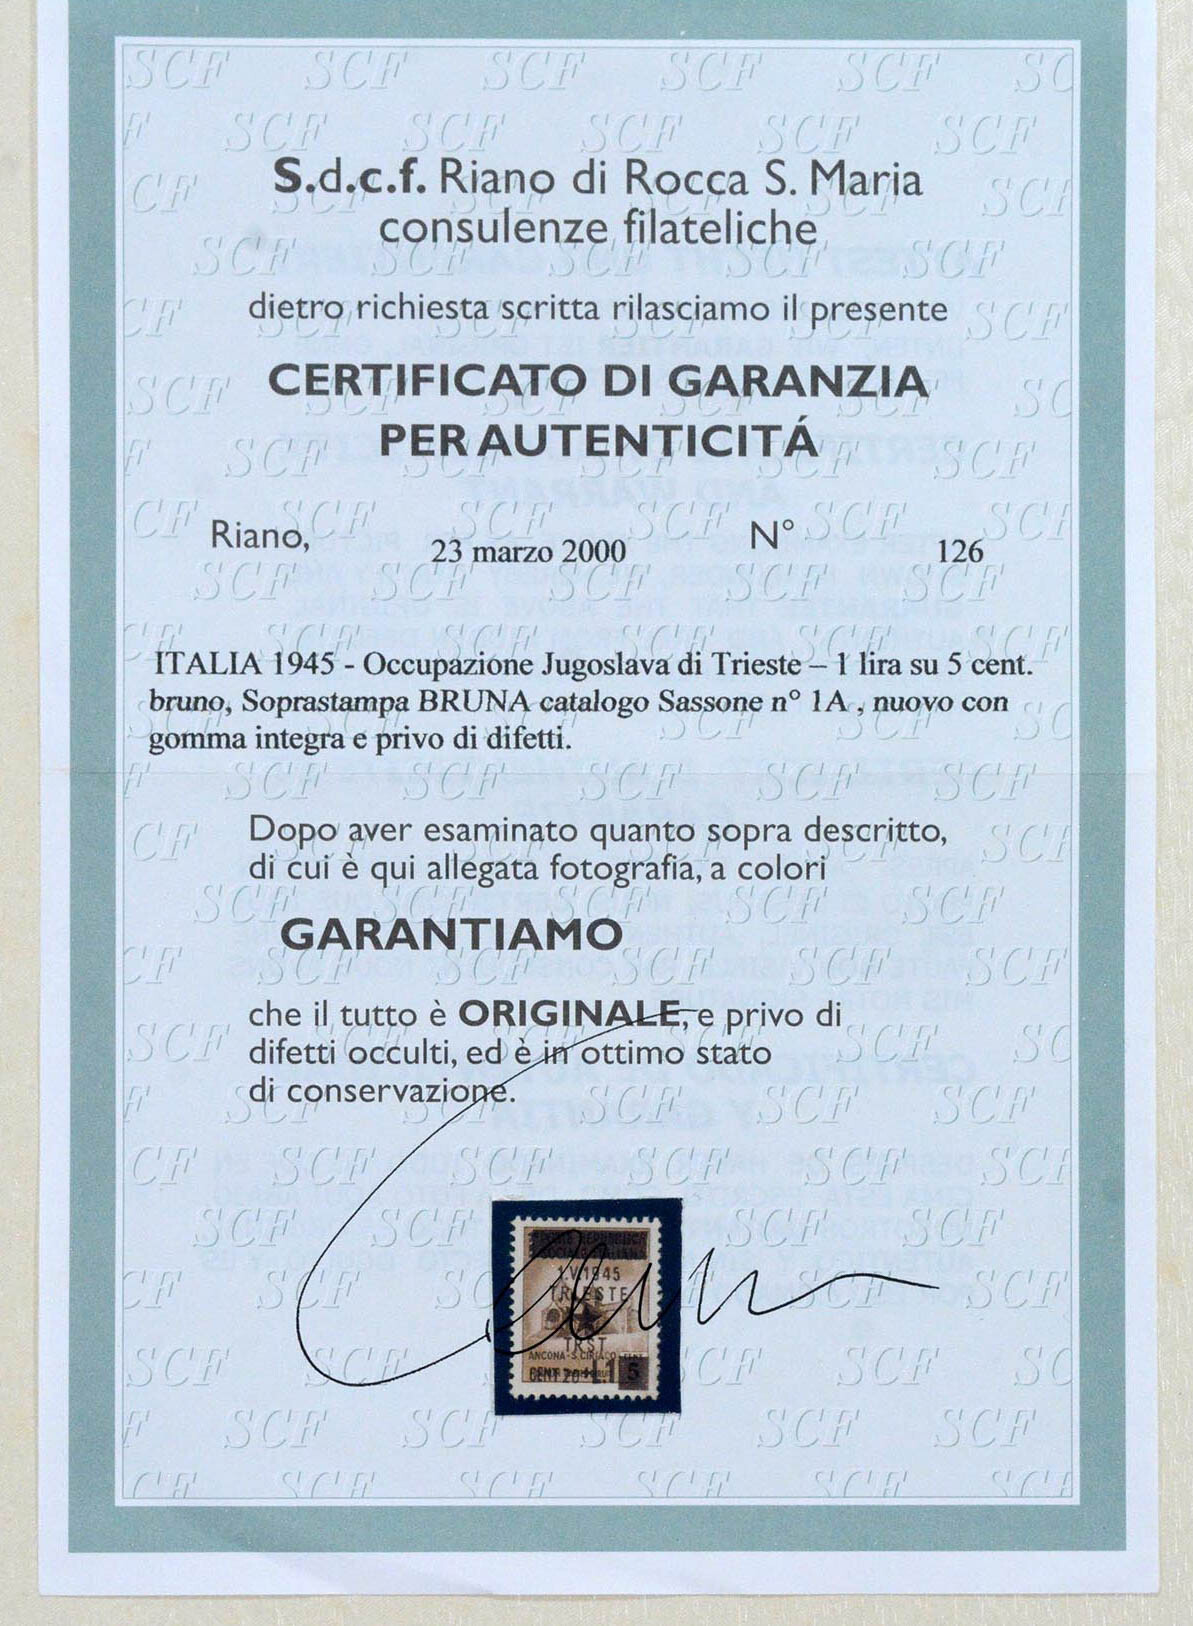 S.d.c.f. Riano di Rocca S. Maria
consulenze filateliche
dietro richiesta scritta rilasciamo il presente
CERTIFICATO DI GARANZIA
PER AUTENTICITÁ
Riano, 23 marzo 2000 N° 126
ITALIA 1945 - Occupazione Jugoslava di Trieste – 1 lira su 5 cent.
bruno, Soprastampa BRUNA catalogo Sassone n° 1A , nuovo con
gomma integra e privo di difetti.
Dopo aver esaminato quanto sopra descritto,
di cui è qui allegata fotografia, a colori
GARANTIAMO
che il tutto è ORIGINALE, e privo di
difetti occulti, ed è in ottimo stato
di conservazione.
1.V.1945
TRIESTE
TRST
ANCONA-S.CIRIACO
L.1 5